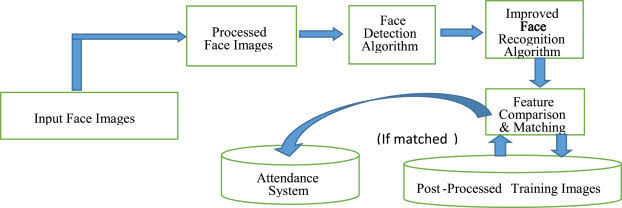 Processed
Face Images
Face
Detection
Algorithm
Improved
Face
Recognition
Algorithm
Input Face Images
Feature
Comparison
& Matching
(If matched )
Attendance
System
Post-Processed Training Images